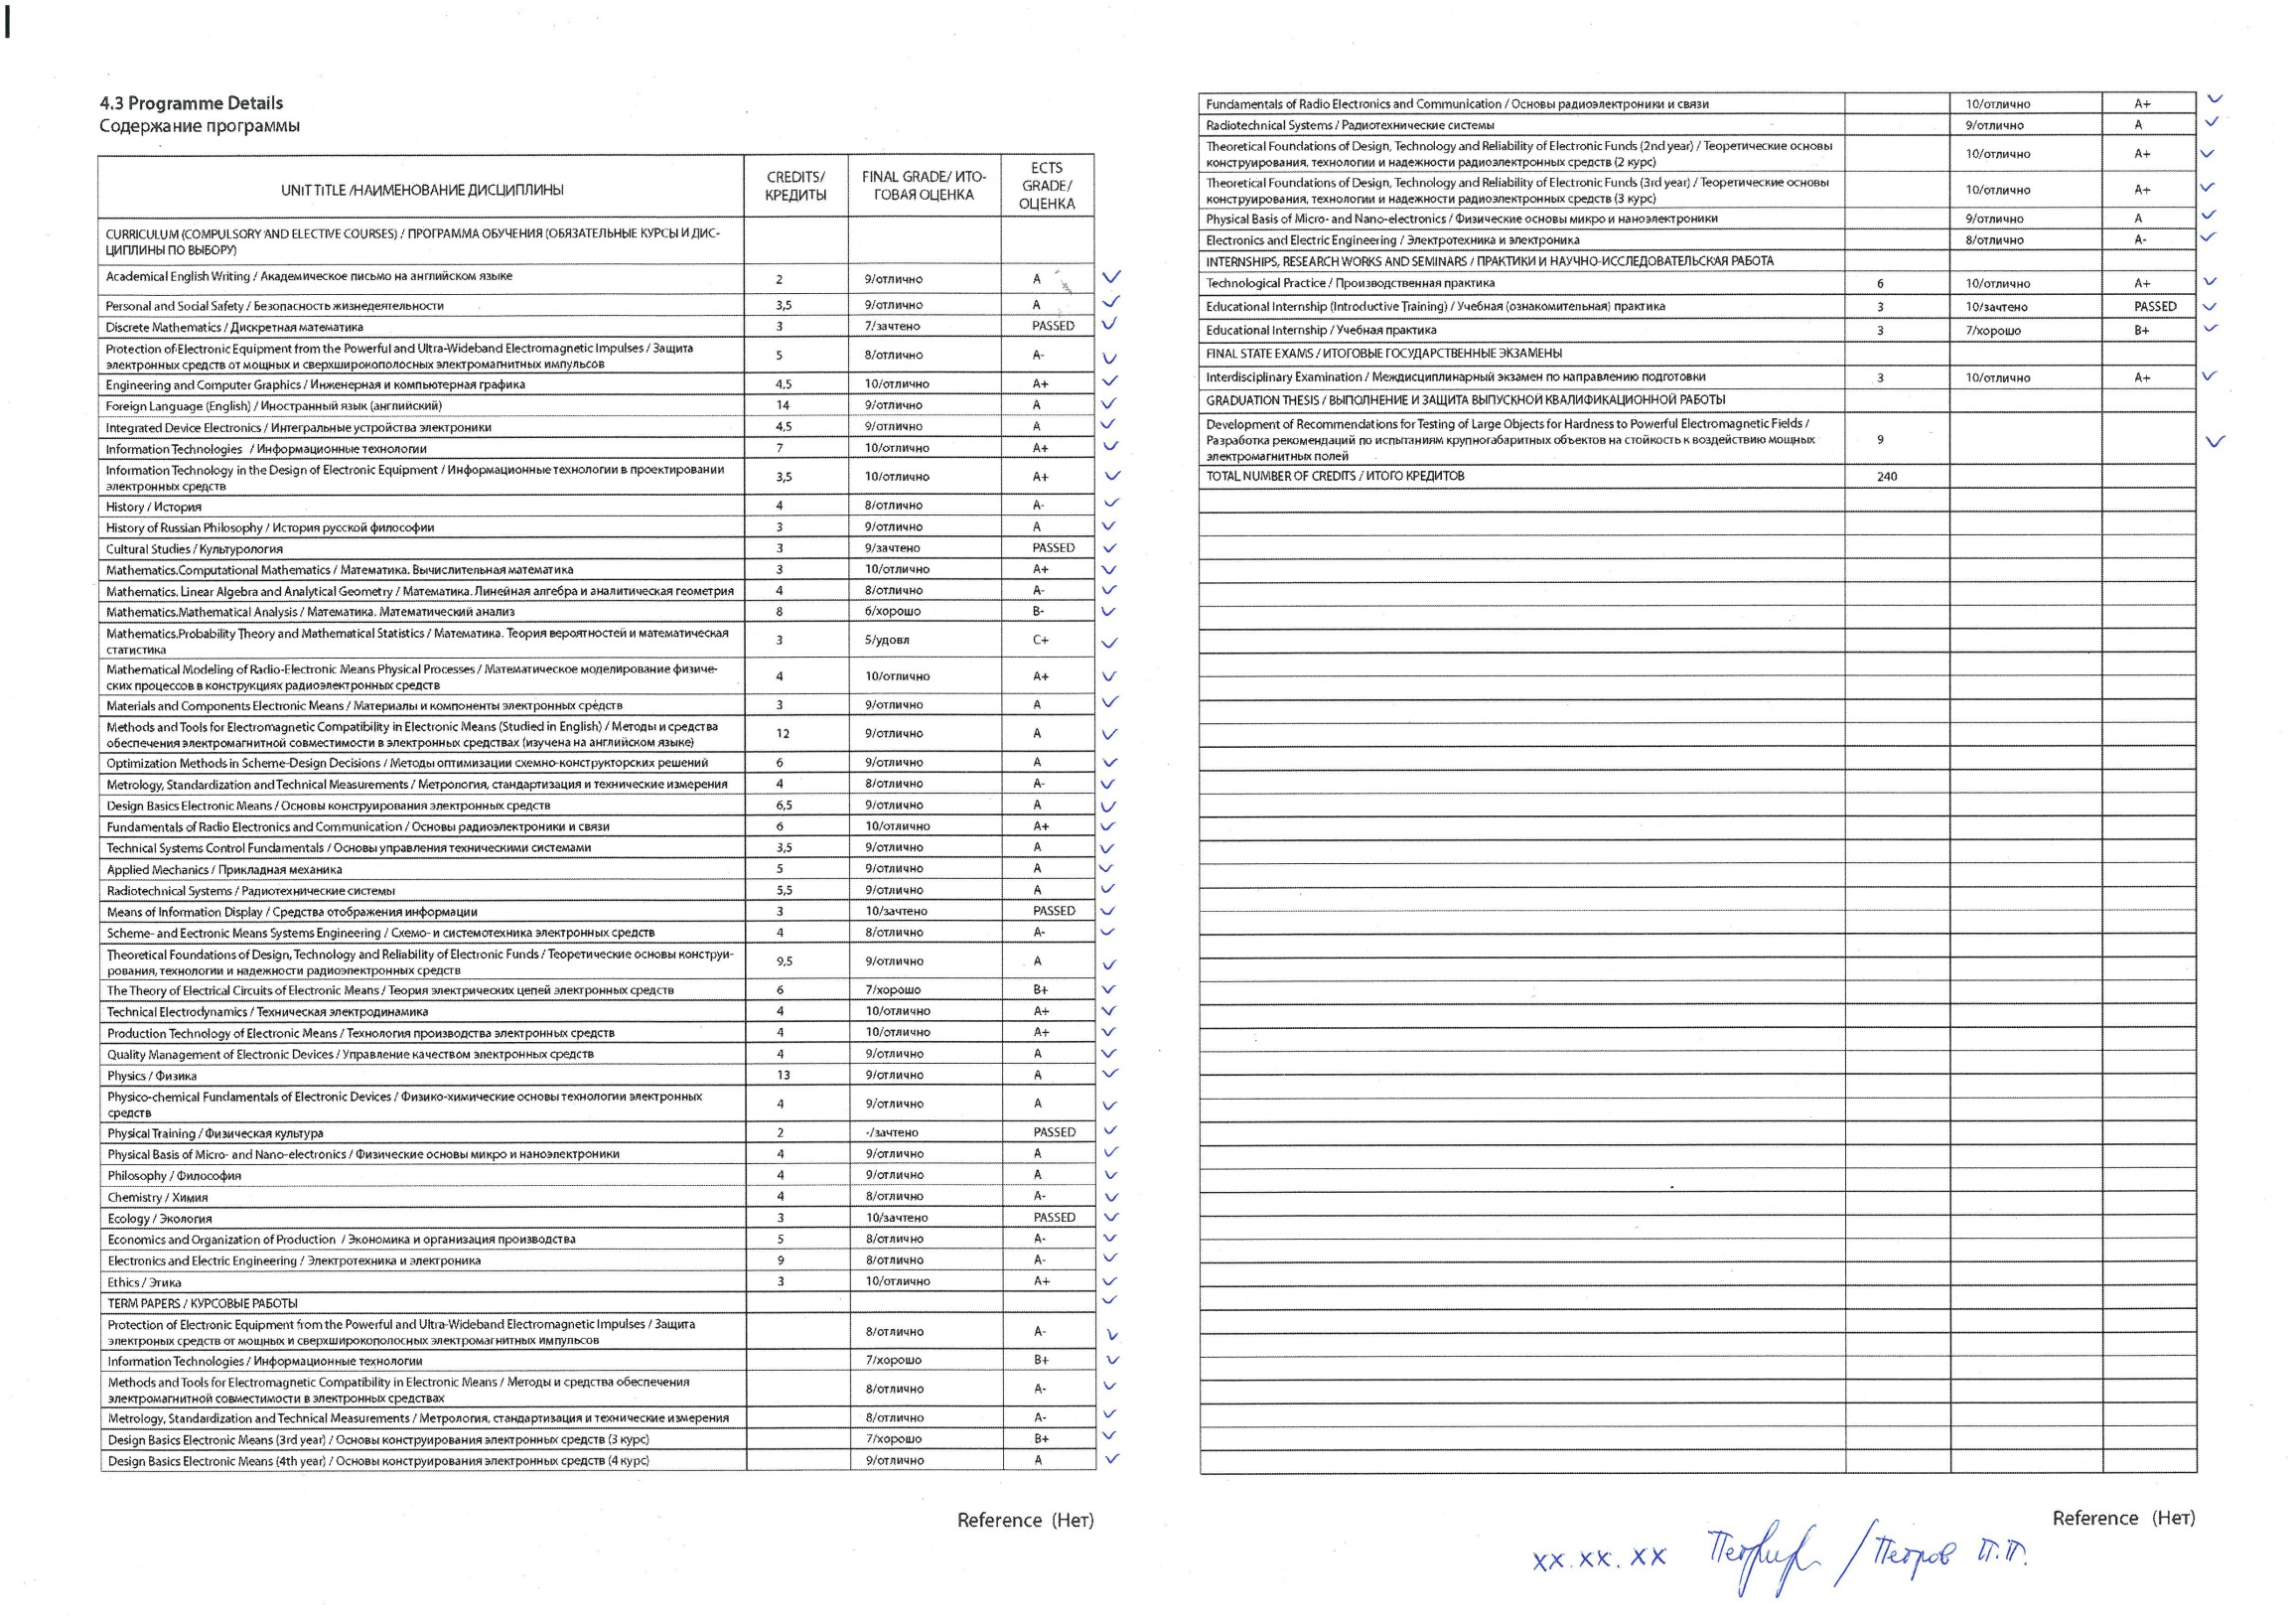 4.3 Programme Details
Содержание программы
UNIT TITLE /НАИМЕНОВАНИЕ ДИСЦИПЛИНЫ
CREDITS/
КРЕДИТЫ
FINAL GRADE/ ИТО-
ГОВАЯ ОЦЕНКА
ECTS
GRADE/
ОЦЕНКА
CURRICULUM (COMPULSORY AND ELECTIVE COURSES) / ПРОГРАММА ОБУЧЕНИЯ (ОБЯЗАТЕЛЬНЫЕ КУРСЫ И ДИС-
ЦИПЛИНЫ ПО ВЫБОРУ)
Academical English Writing / Академическое письмо на английском языке 2 9/отлично A
Personal and Social Safety / Безопасность жизнедеятельности 3,5 9/отлично A
Discrete Mathematics / Дискретная математика 3 7/зачтено PASSED
Protection of Electronic Equipment from the Powerful and Ultra-Wideband Electromagnetic Impulses / Защита
электронных средств от мощных и сверхширокополосных электромагнитных импульсов 5 8/отлично A-
Engineering and Computer Graphics / Инженерная и компьютерная графика 4,5 10/отлично A+
Foreign Language (English) / Иностранный язык (английский) 14 9/отлично A
Integrated Device Electronics / Интегральные устройства электроники 4,5 9/отлично A
Information Technologies / Информационные технологии 7 10/отлично A+
Information Technology in the Design of Electronic Equipment / Информационные технологии в проектировании
электронных средств 3,5 10/отлично A+
History / История 4 8/отлично A-
History of Russian Philosophy / История русской философии 3 9/отлично A
Cultural Studies / Культурология 3 9/зачтено PASSED
Mathematics.Computational Mathematics / Математика. Вычислительная математика 3 10/отлично A+
Mathematics. Linear Algebra and Analytical Geometry / Математика. Линейная алгебра и аналитическая геометрия 4 8/отлично A-
Mathematics.Mathematical Analysis / Математика. Математический анализ 8 6/хорошо B-
Mathematics.Probability Theory and Mathematical Statistics / Математика. Теория вероятностей и математическая
статистика 3 5/удовл C+
Mathematical Modeling of Radio-Electronic Means Physical Processes / Математическое моделирование физиче-
ских процессов в конструкциях радиоэлектронных средств 4 10/отлично A+
Materials and Components Electronic Means / Материалы и компоненты электронных средств 3 9/отлично A
Methods and Tools for Electromagnetic Compatibility in Electronic Means (Studied in English) / Методы и средства
обеспечения электромагнитной совместимости в электронных средствах (изучена на английском языке) 12 9/отлично A
Optimization Methods in Scheme-Design Decisions / Методы оптимизации схемно-конструкторских решений 6 9/отлично A
Metrology, Standardization and Technical Measurements / Метрология, стандартизация и технические измерения 4 8/отлично A-
Design Basics Electronic Means / Основы конструирования электронных средств 6,5 9/отлично A
Fundamentals of Radio Electronics and Communication / Основы радиоэлектроники и связи 6 10/отлично A+
Technical Systems Control Fundamentals / Основы управления техническими системами 3,5 9/отлично A
Applied Mechanics / Прикладная механика 5 9/отлично A
Radiotechnical Systems / Радиотехнические системы 5,5 9/отлично A
Means of Information Display / Средства отображения информации 3 10/зачтено PASSED
Scheme- and Eectronic Means Systems Engineering / Схемо- и системотехника электронных средств 4 8/отлично A-
Theoretical Foundations of Design, Technology and Reliability of Electronic Funds / Теоретические основы конструи-
рования, технологии и надежности радиоэлектронных средств 9,5 9/отлично A
The Theory of Electrical Circuits of Electronic Means / Теория электрических цепей электронных средств 6 7/хорошо B+
Technical Electrodynamics / Техническая электродинамика 4 10/отлично A+
Production Technology of Electronic Means / Технология производства электронных средств 4 10/отлично A+
Quality Management of Electronic Devices / Управление качеством электронных средств 4 9/отлично A
Physics / Физика 13 9/отлично A
Physico-chemical Fundamentals of Electronic Devices / Физико-химические основы технологии электронных
средств 4 9/отлично A
Physical Training / Физическая культура 2 -/зачтено PASSED
Physical Basis of Micro- and Nano-electronics / Физические основы микро и наноэлектроники 4 9/отлично A
Philosophy / Философия 4 9/отлично A
Chemistry / Химия 4 8/отлично A-
Ecology / Экология 3 10/зачтено PASSED
Economics and Organization of Production / Экономика и организация производства 5 8/отлично A-
Electronics and Electric Engineering / Электротехника и электроника 9 8/отлично A-
Ethics / Этика 3 10/отлично A+
TERM PAPERS / КУРСОВЫЕ РАБОТЫ
Protection of Electronic Equipment from the Powerful and Ultra-Wideband Electromagnetic Impulses / Защита
электроных средств от мощных и сверхширокополосных электромагнитных импульсов 8/отлично A-
Information Technologies / Информационные технологии 7/хорошо B+
Methods and Tools for Electromagnetic Compatibility in Electronic Means / Методы и средства обеспечения
электромагнитной совместимости в электронных средствах 8/отлично A-
Metrology, Standardization and Technical Measurements / Метрология, стандартизация и технические измерения 8/отлично A-
Design Basics Electronic Means (3rd year) / Основы конструирования электронных средств (3 курс) 7/хорошо B+
Design Basics Electronic Means (4th year) / Основы конструирования электронных средств (4 курс) 9/отлично A
Reference (Нет)
Fundamentals of Radio Electronics and Communication / Основы радиоэлектроники и связи 10/отлично A+
Radiotechnical Systems / Радиотехнические системы 9/отлично A
Theoretical Foundations of Design, Technology and Reliability of Electronic Funds (2nd year) / Теоретические основы
конструирования, технологии и надежности радиоэлектронных средств (2 курс) 10/отлично A+
Theoretical Foundations of Design, Technology and Reliability of Electronic Funds (3rd year) / Теоретические основы
конструирования, технологии и надежности радиоэлектронных средств (3 курс) 10/отлично A+
Physical Basis of Micro- and Nano-electronics / Физические основы микро и наноэлектроники 9/отлично A
Electronics and Electric Engineering / Электротехника и электроника 8/отлично A-
INTERNSHIPS, RESEARCH WORKS AND SEMINARS / ПРАКТИКИ И НАУЧНО-ИССЛЕДОВАТЕЛЬСКАЯ РАБОТА
Technological Practice / Производственная практика 6 10/отлично A+
Educational Internship (Introductive Training) / Учебная (ознакомительная) практика 3 10/зачтено PASSED
Educational Internship / Учебная практика 3 7/хорошо B+
FINAL STATE EXAMS / ИТОГОВЫЕ ГОСУДАРСТВЕННЫЕ ЭКЗАМЕНЫ
Interdisciplinary Examination / Междисциплинарный экзамен по направлению подготовки 3 10/отлично A+
GRADUATION THESIS / ВЫПОЛНЕНИЕ И ЗАЩИТА ВЫПУСКНОЙ КВАЛИФИКАЦИОННОЙ РАБОТЫ
Development of Recommendations for Testing of Large Objects for Hardness to Powerful Electromagnetic Fields /
Разработка рекомендаций по испытаниям крупногабаритных объектов на стойкость к воздействию мощных
электромагнитных полей 9
TOTAL NUMBER OF CREDITS / ИТОГО КРЕДИТОВ 240
Reference (Нет)
xx.xx.xx / Петров П.П.